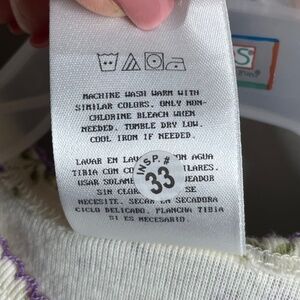 MACHINE WASH WARM WITH
SIMILAR COLORS. ONLY NON-
CHLORINE BLEACH WHEN
NEEDED. TUMBLE DRY LOW.
COOL IRON IF NEEDED.
LAVAR EN AGUA
TIBIA CON
USAR
SIN
NECESITE, SECAR EN SECADORA
CICLO DELICADO. PLANCHA TIBIA
SI ES NECESARIO.
INSP. #
33
S